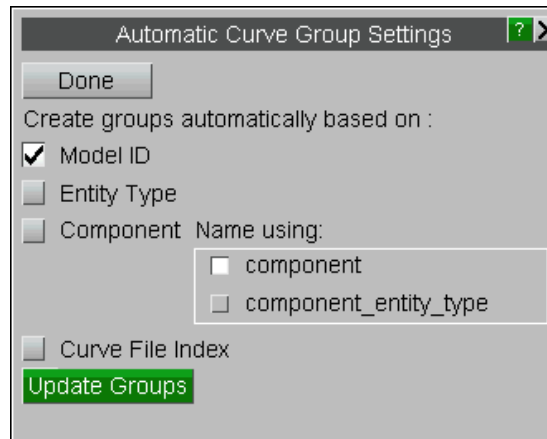 Automatic Curve Group Settings ? X
Done
Create groups automatically based on :
Model ID
Entity Type
Component Name using:
component
component_entity_type
Curve File Index
Update Groups